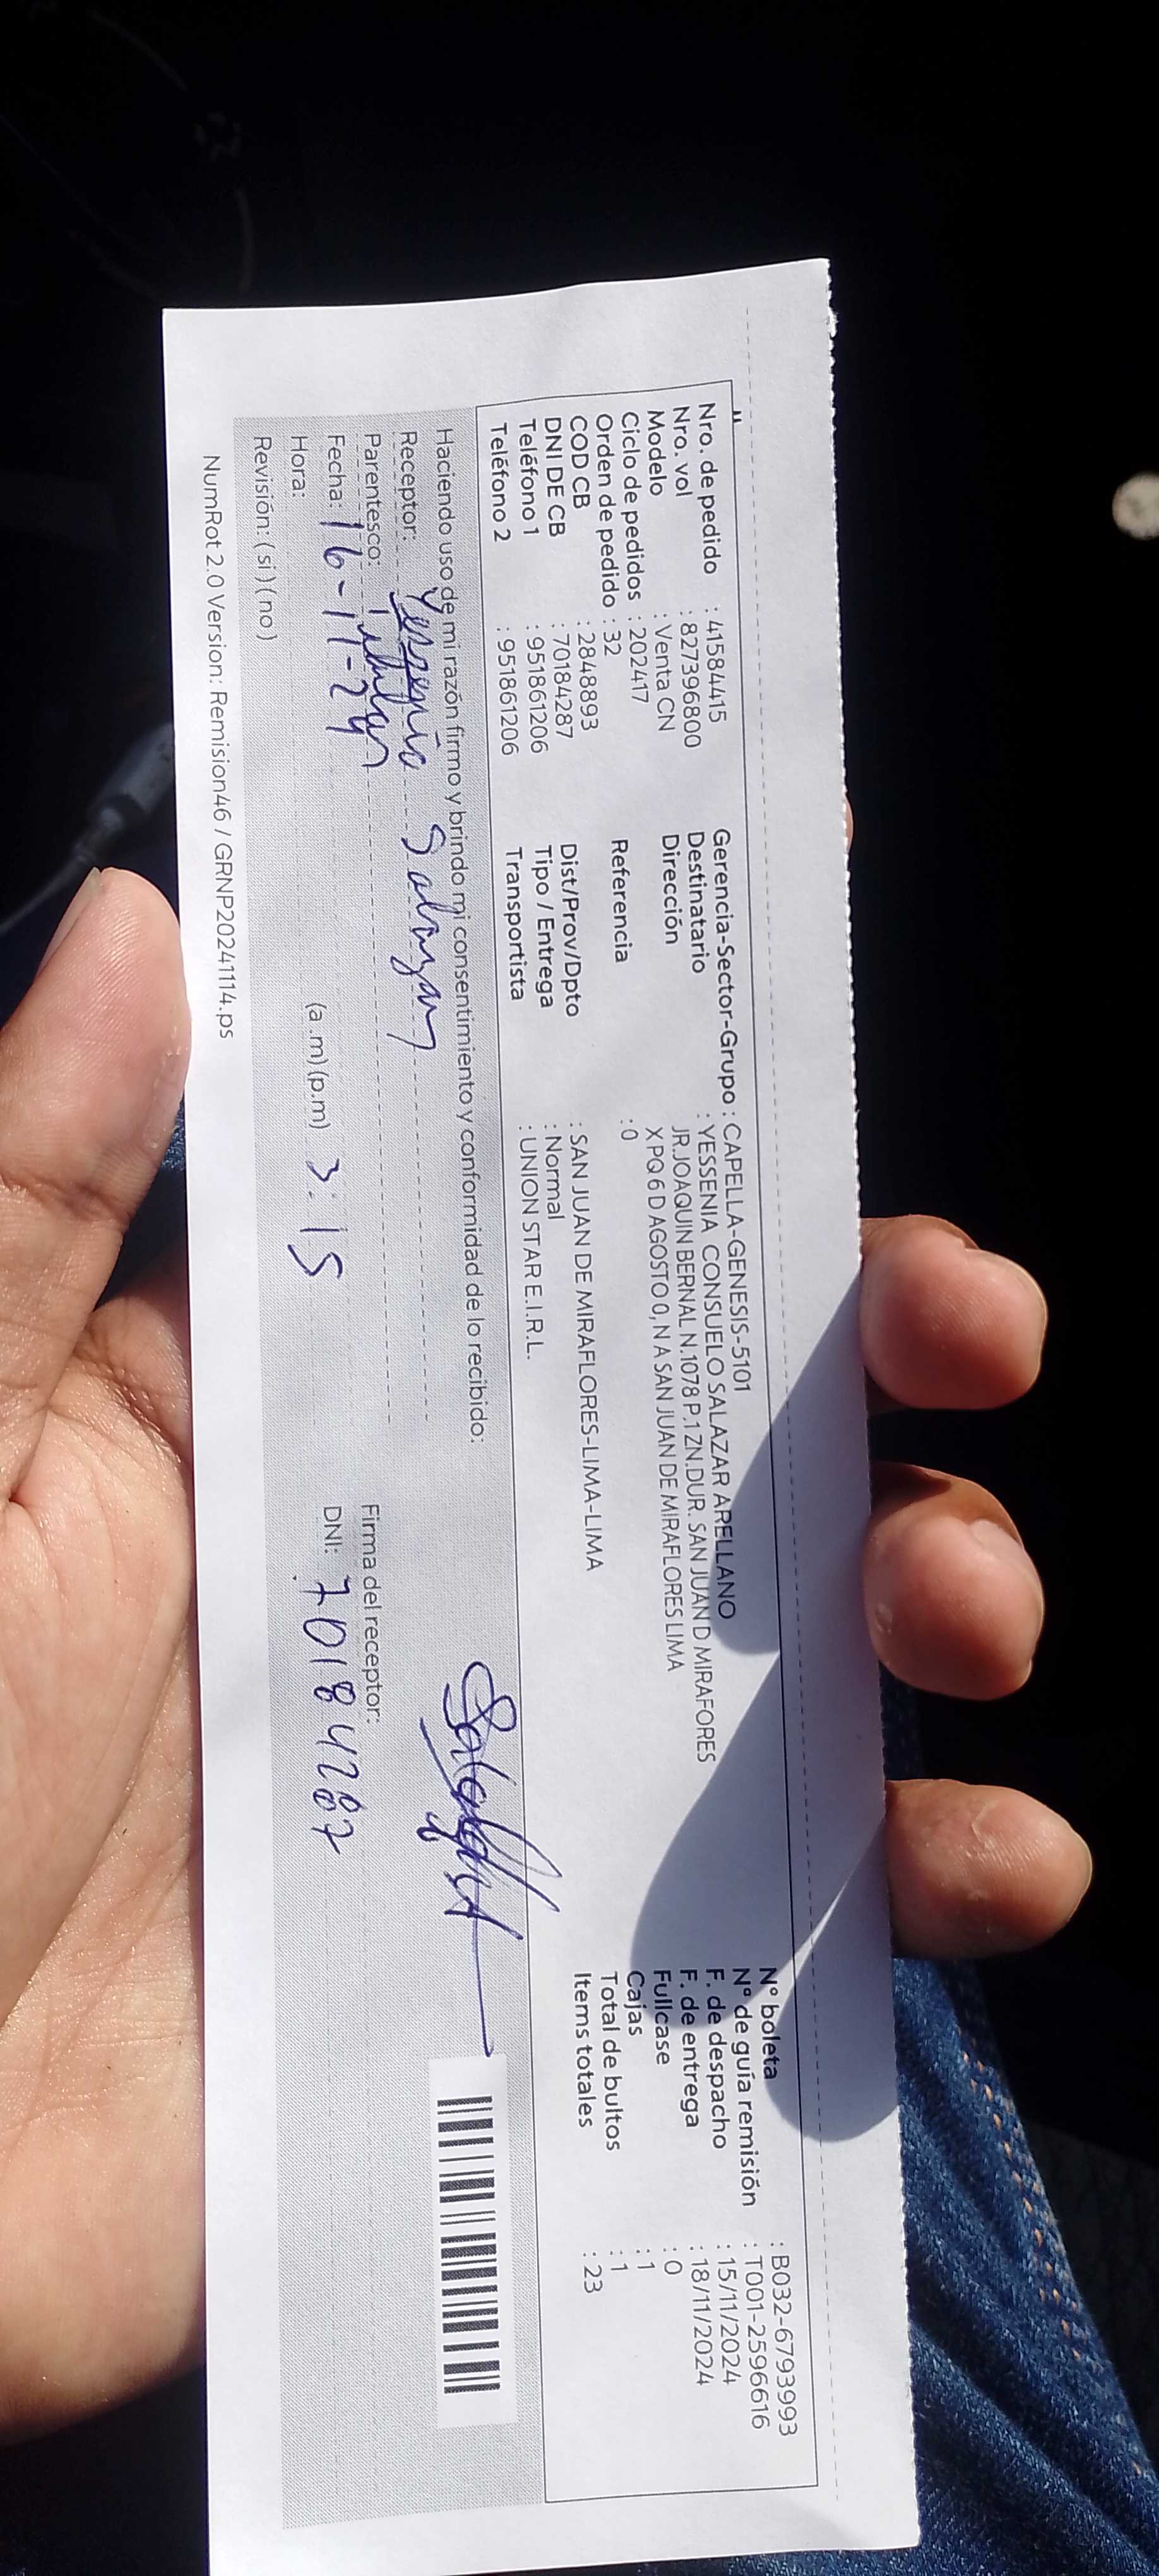 Nro. de pedido : 41584415
Nro. vol : 827396800
Modelo : Venta CN
Ciclo de pedidos : 202417
Orden de pedido : 32
COD CB : 2848893
DNI DE CB : 70184287
Teléfono 1 : 951861206
Teléfono 2 : 951861206
Gerencia-Sector-Grupo : CAPELLA-GENESIS-5101
Destinatario : YESSENIA CONSUELO SALAZAR ARELLANO
Dirección JR.JOAQUIN BERNAL N.1078 P.1 ZN.DUR. SAN JUAN D MIRAFORES
X PQ 6 D AGOSTO 0, N A SAN JUAN DE MIRAFLORES LIMA
Referencia : 0
Dist/Prov/Dpto : SAN JUAN DE MIRAFLORES-LIMA-LIMA
Tipo / Entrega : Normal
Transportista : UNION STAR E.I.R.L.
N° boleta : B032-6793993
N° de guía remisión : T001-2596616
F. de despacho : 15/11/2024
F. de entrega : 18/11/2024
Fullcase : 0
Cajas : 1
Total de bultos : 1
Items totales : 23
Haciendo uso de mi razón firmo y brindo mi consentimiento y conformidad de lo recibido:
Receptor: Yessenia Salazar
Parentesco: titular
Fecha: 16-11-24
Hora: (a.m)(p.m) 3:15
Revisión: (si)(no)
Firma del receptor:
DNI: 70184287
NumRot 2.0 Version: Remision46 / GRNP20241114.ps